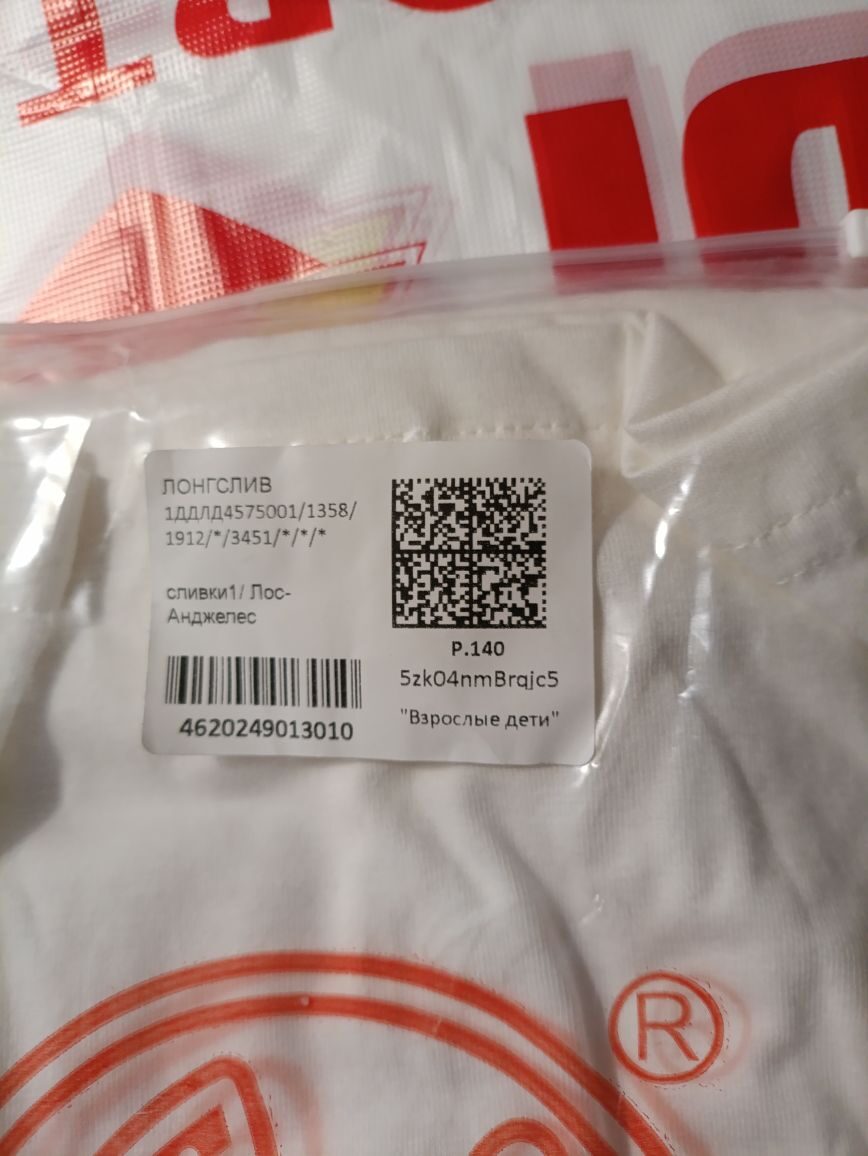 ЛОНГСЛИВ
1ДДЛД4575001/1358/
1912/*/3451/*/*/*
сливки1/ Лос-
Анджелес
4620249013010
Р.140
5zk04nmBrqjc5
"Взрослые дети"
®